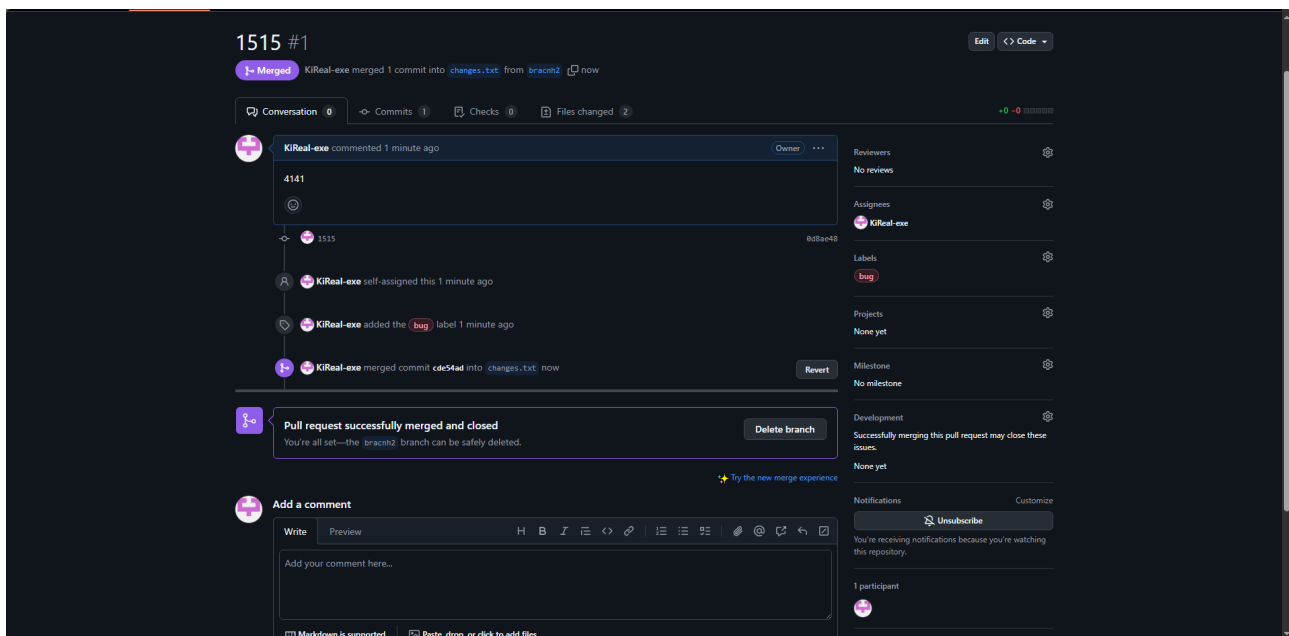 1515 #1
Edit
<> Code
Merged KiReal-exe merged 1 commit into changes.txt from bracnh2 now
Conversation 0
Commits 1
Checks 0
Files changed 2
+0 −0
KiReal-exe commented 1 minute ago
Owner
4141
1515
0d8ae48
KiReal-exe self-assigned this 1 minute ago
KiReal-exe added the bug label 1 minute ago
KiReal-exe merged commit cde54ad into changes.txt now
Revert
Pull request successfully merged and closed
You're all set—the bracnh2 branch can be safely deleted.
Delete branch
Try the new merge experience
Add a comment
Write
Preview
Add your comment here...
Markdown is supported
Paste, drop, or click to add files
Reviewers
No reviews
Assignees
KiReal-exe
Labels
bug
Projects
None yet
Milestone
No milestone
Development
Successfully merging this pull request may close these
issues.
None yet
Notifications
Customize
Unsubscribe
You're receiving notifications because you're watching
this repository.
1 participant